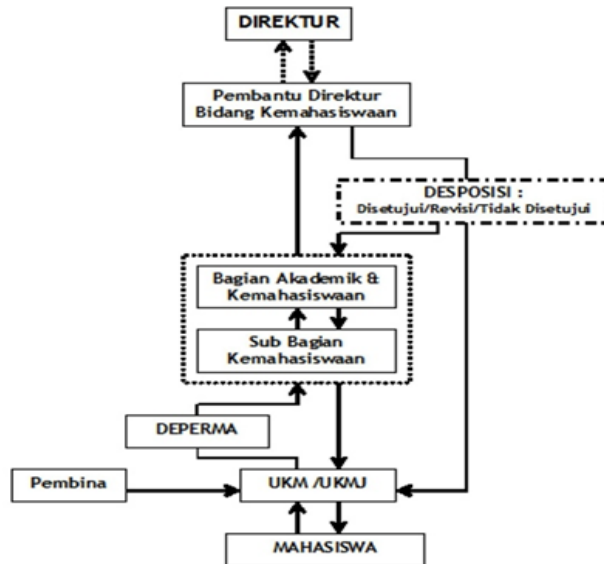 DIREKTUR
Pembantu Direktur
Bidang Kemahasiswaan
DESPOSISI :
Disetujui/Revisi/Tidak Disetujui
Bagian Akademik &
Kemahasiswaan
Sub Bagian
Kemahasiswaan
DEPERMA
Pembina
UKM /UKMJ
MAHASISWA